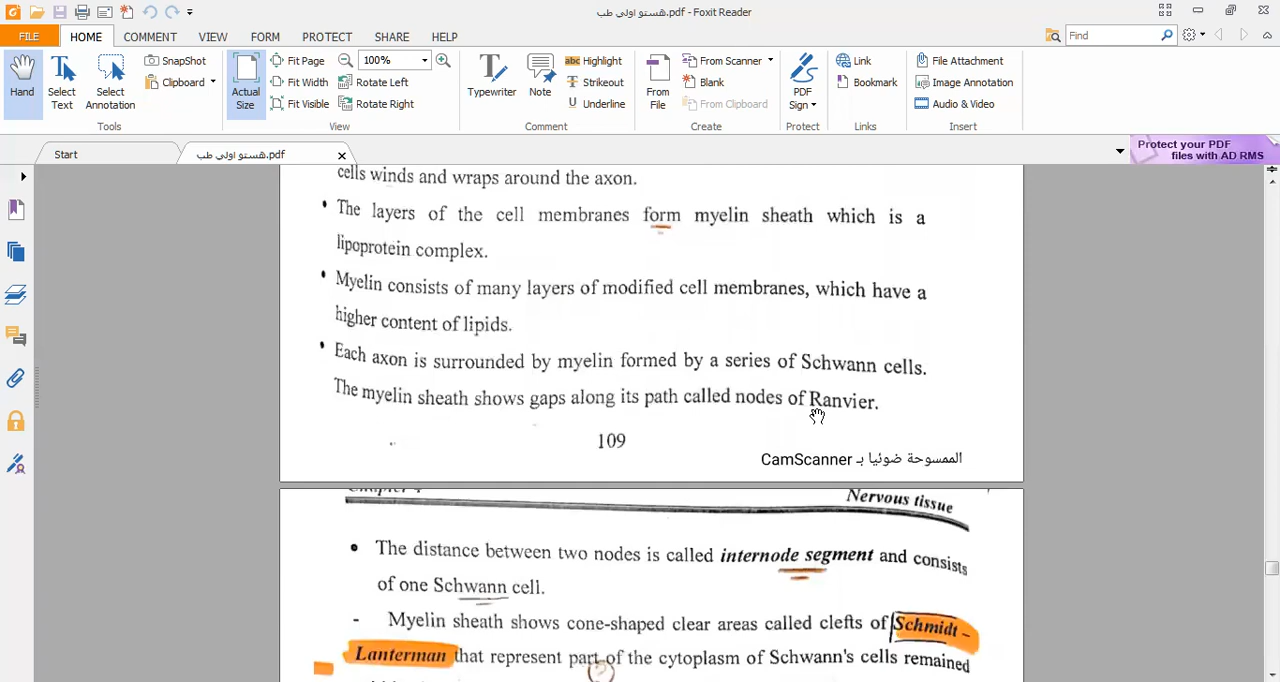 هستو اولي طب.pdf - Foxit Reader
FILE HOME COMMENT VIEW FORM PROTECT SHARE HELP Find
SnapShot Fit Page 100% Highlight From Scanner Link File Attachment
Hand Select Text Select Annotation Clipboard Actual Size Fit Width Rotate Left Typewriter Note Strikeout From File Blank PDF Sign Bookmark Image Annotation
Fit Visible Rotate Right Underline From Clipboard Audio & Video
Tools View Comment Create Protect Links Insert
Start هستو اولي طب.pdf Protect your PDF
files with AD RMS
cells winds and wraps around the axon.
• The layers of the cell membranes form myelin sheath which is a
lipoprotein complex.
• Myelin consists of many layers of modified cell membranes, which have a
higher content of lipids.
• Each axon is surrounded by myelin formed by a series of Schwann cells.
The myelin sheath shows gaps along its path called nodes of Ranvier.
109
الممسوحة ضوئيا بـ CamScanner
Chapter 4 Nervous tissue
• The distance between two nodes is called internode segment and consists
of one Schwann cell.
- Myelin sheath shows cone-shaped clear areas called clefts of Schmidt -
Lanterman that represent part of the cytoplasm of Schwann's cells remained